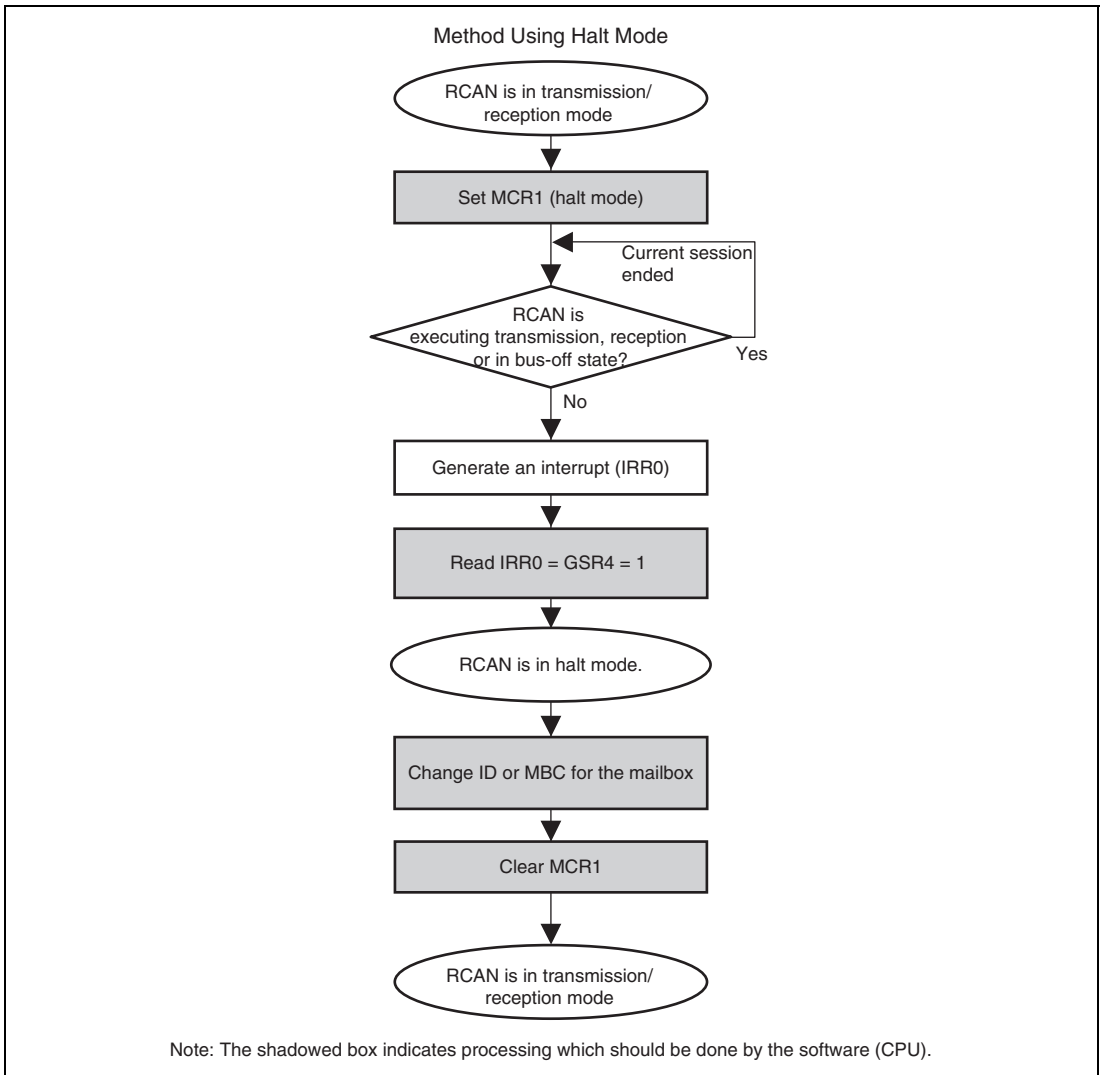 Method Using Halt Mode
RCAN is in transmission/
reception mode
Set MCR1 (halt mode)
Current session
ended
RCAN is
executing transmission, reception
or in bus-off state?
Yes
No
Generate an interrupt (IRR0)
Read IRR0 = GSR4 = 1
RCAN is in halt mode.
Change ID or MBC for the mailbox
Clear MCR1
RCAN is in transmission/
reception mode
Note: The shadowed box indicates processing which should be done by the software (CPU).